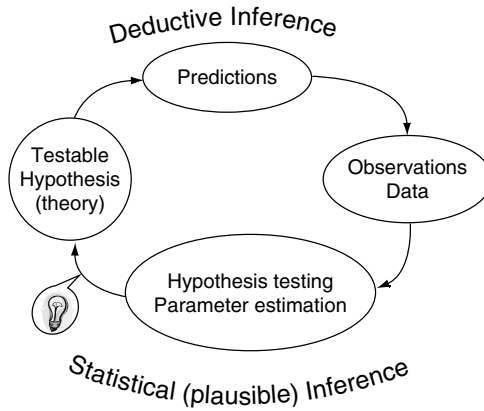 Deductive Inference
Predictions
Testable
Hypothesis
(theory)
Observations
Data
Hypothesis testing
Parameter estimation
Statistical (plausible) Inference